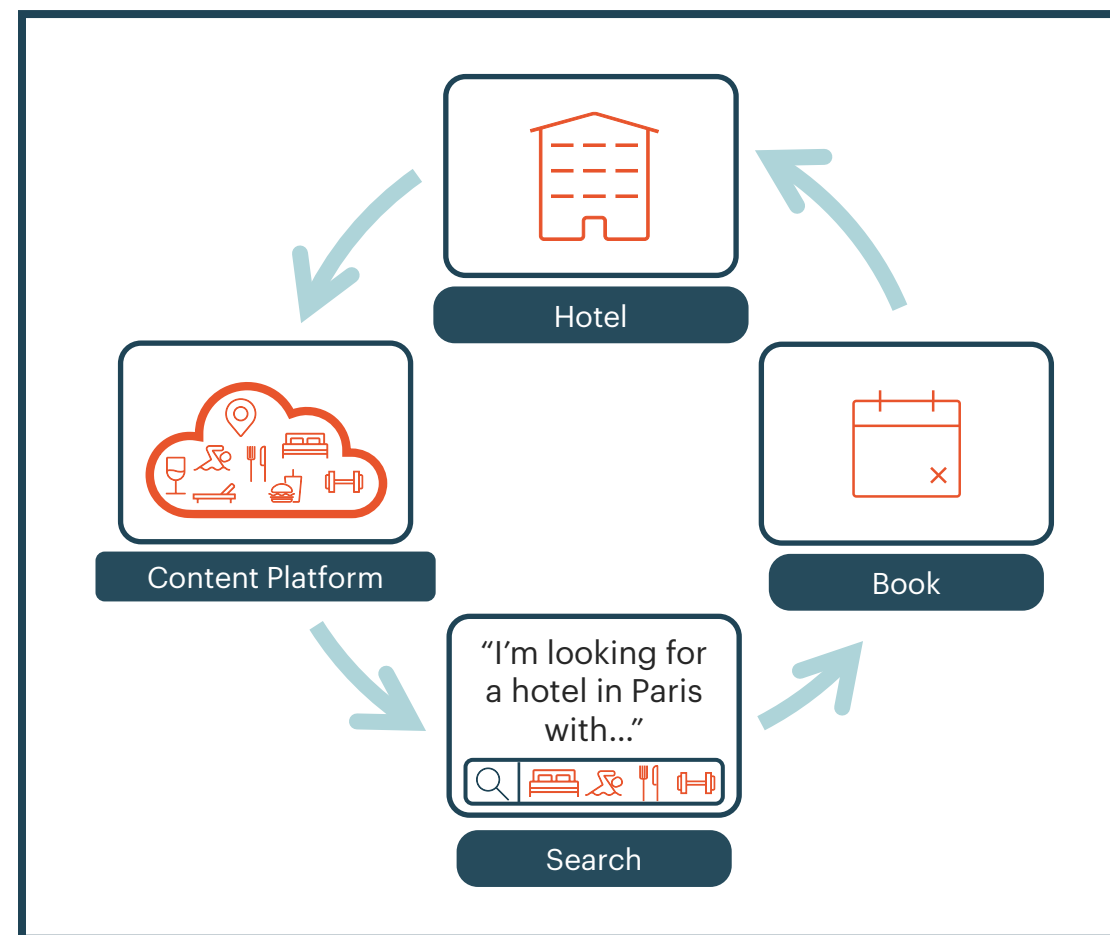 Hotel
Content Platform
Book
“I’m looking for
a hotel in Paris
with...”
Search